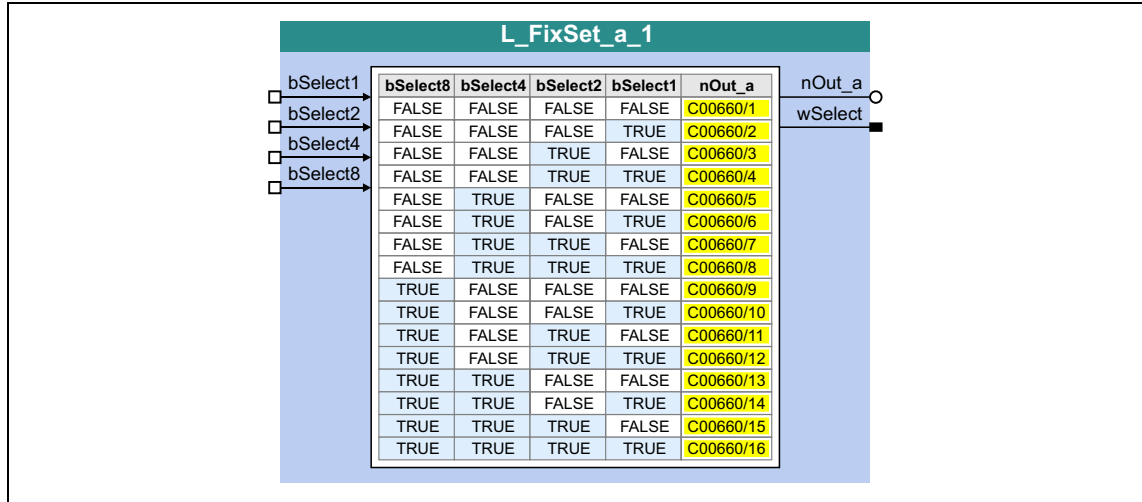 L_FixSet_a_1
bSelect1
bSelect2
bSelect4
bSelect8
bSelect8 bSelect4 bSelect2 bSelect1 nOut_a
FALSE FALSE FALSE FALSE C00660/1
FALSE FALSE FALSE TRUE C00660/2
FALSE FALSE TRUE FALSE C00660/3
FALSE FALSE TRUE TRUE C00660/4
FALSE TRUE FALSE FALSE C00660/5
FALSE TRUE FALSE TRUE C00660/6
FALSE TRUE TRUE FALSE C00660/7
FALSE TRUE TRUE TRUE C00660/8
TRUE FALSE FALSE FALSE C00660/9
TRUE FALSE FALSE TRUE C00660/10
TRUE FALSE TRUE FALSE C00660/11
TRUE FALSE TRUE TRUE C00660/12
TRUE TRUE FALSE FALSE C00660/13
TRUE TRUE FALSE TRUE C00660/14
TRUE TRUE TRUE FALSE C00660/15
TRUE TRUE TRUE TRUE C00660/16
nOut_a
wSelect